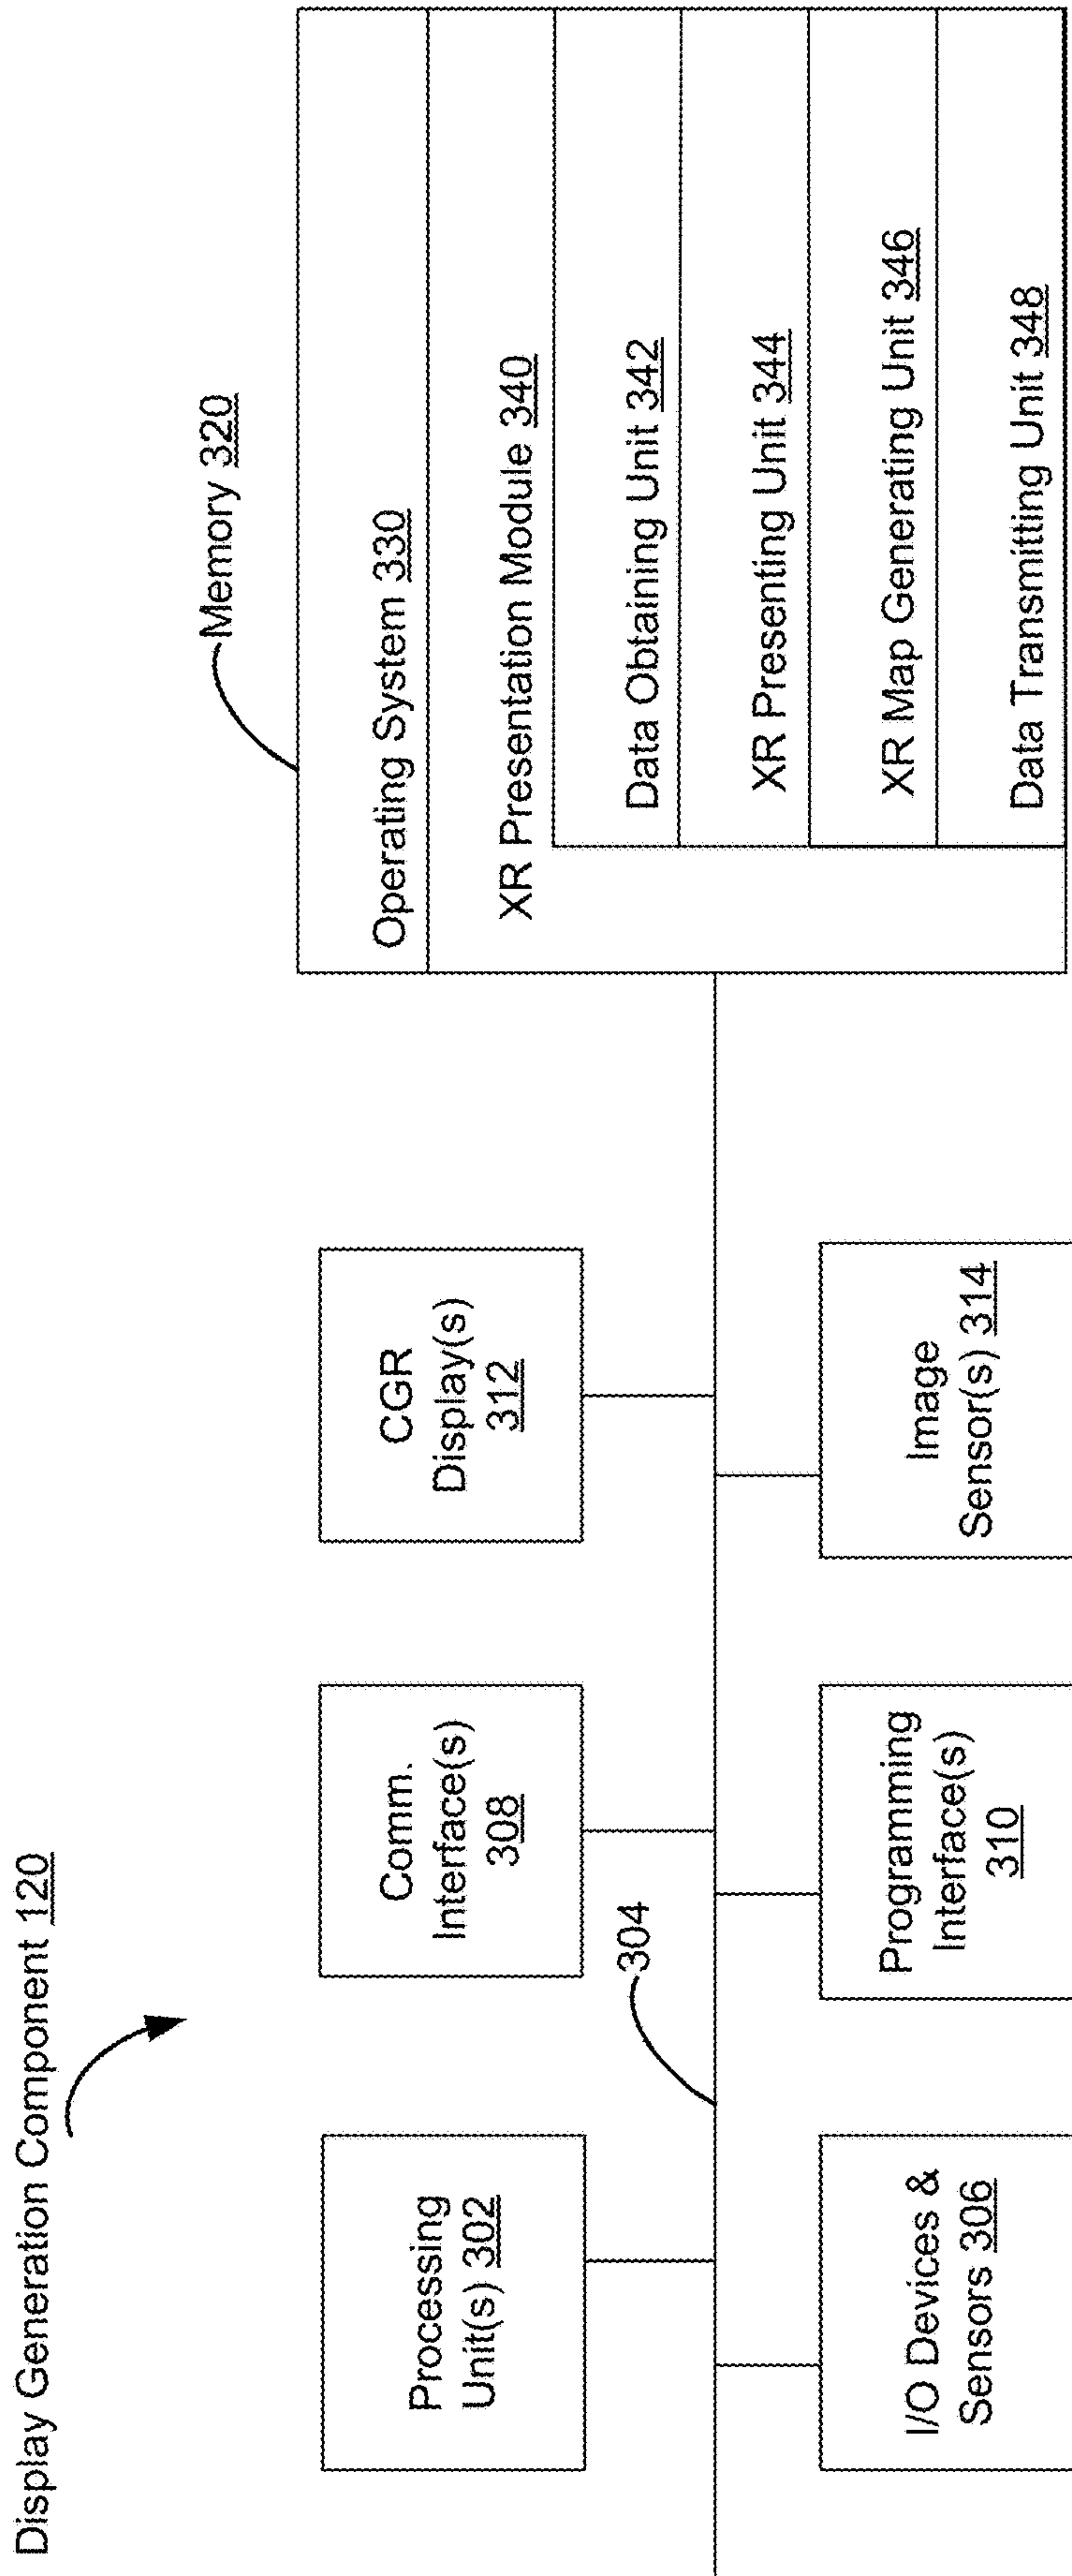 Display Generation Component 120
Memory 320
Operating System 330
XR Presentation Module 340
Data Obtaining Unit 342
XR Presenting Unit 344
XR Map Generating Unit 346
Data Transmitting Unit 348
Processing
Unit(s) 302
Comm.
Interface(s)
308
CGR
Display(s)
312
304
I/O Devices &
Sensors 306
Programming
Interface(s)
310
Image
Sensor(s) 314